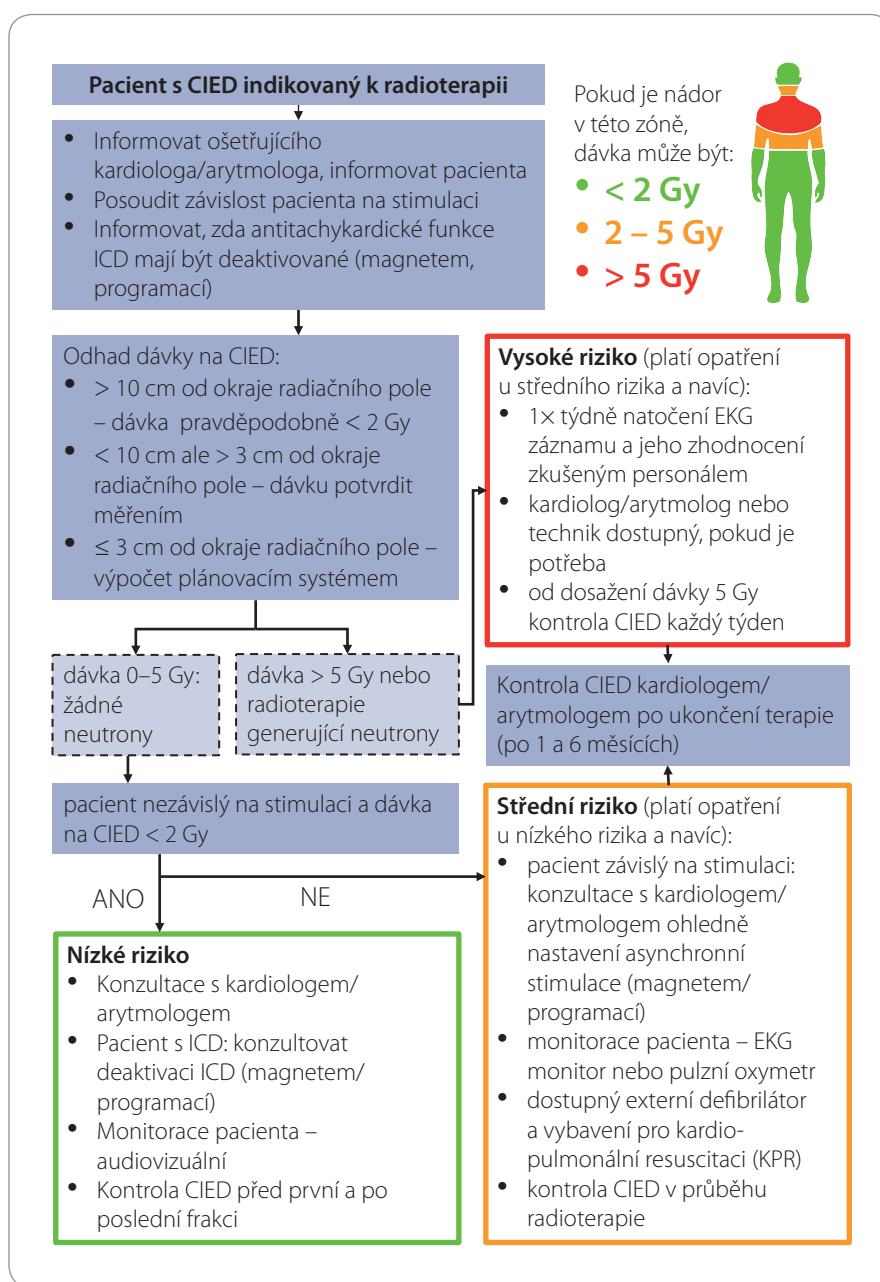 Pacient s CIED indikovaný k radioterapii
• Informovat ošetřujícího
kardiologa/arytmologa, informovat pacienta
• Posoudit závislost pacienta na stimulaci
• Informovat, zda antitachykardické funkce
ICD mají být deaktivované (magnetem,
programací)
Pokud je nádor
v této zóně,
dávka může být:
• < 2 Gy
• 2 – 5 Gy
• > 5 Gy
Odhad dávky na CIED:
• > 10 cm od okraje radiačního pole
– dávka pravděpodobně < 2 Gy
• < 10 cm ale > 3 cm od okraje
radiačního pole – dávku potvrdit
měřením
• ≤ 3 cm od okraje radiačního pole –
výpočet plánovacím systémem
Vysoké riziko (platí opatření
u středního rizika a navíc):
• 1× týdně natočení EKG
záznamu a jeho zhodnocení
zkušeným personálem
• kardiolog/arytmolog nebo
technik dostupný, pokud je
potřeba
• od dosažení dávky 5 Gy
kontrola CIED každý týden
dávka 0–5 Gy:
žádné
neutrony
dávka > 5 Gy nebo
radioterapie
generující neutrony
Kontrola CIED kardiologem/
arytmologem po ukončení terapie
(po 1 a 6 měsících)
pacient nezávislý na stimulaci a dávka
na CIED < 2 Gy
ANO
NE
Střední riziko (platí opatření
u nízkého rizika a navíc):
• pacient závislý na stimulaci:
konzultace s kardiologem/
arytmologem ohledně
nastavení asynchronní
stimulace (magnetem/
programací)
• monitorace pacienta – EKG
monitor nebo pulzní oxymetr
• dostupný externí defibrilátor
a vybavení pro kardio-
pulmonální resuscitaci (KPR)
• kontrola CIED v průběhu
radioterapie
Nízké riziko
• Konzultace s kardiologem/
arytmologem
• Pacient s ICD: konzultovat
deaktivaci ICD (magnetem/
programací)
• Monitorace pacienta –
audiovizuální
• Kontrola CIED před první a po
poslední frakci